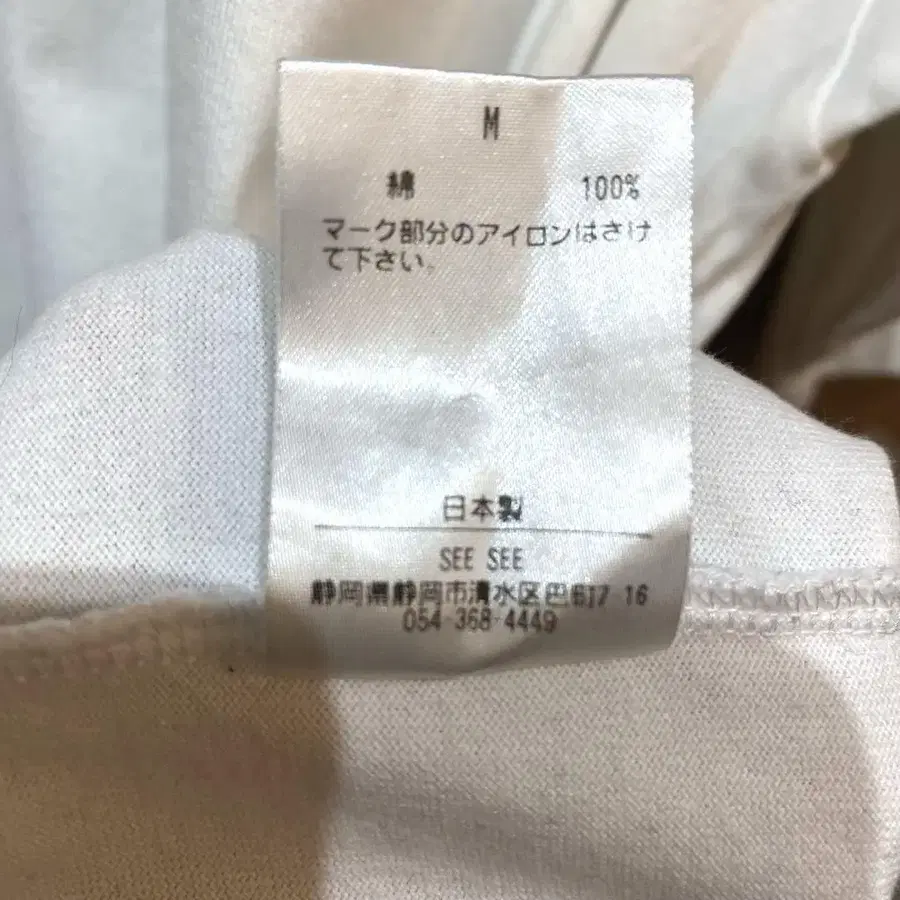 M
綿 100%
マーク部分のアイロンはさけ
て下さい。
日本製
SEE SEE
静岡県静岡市清水区巴町7-16
054-368-4449